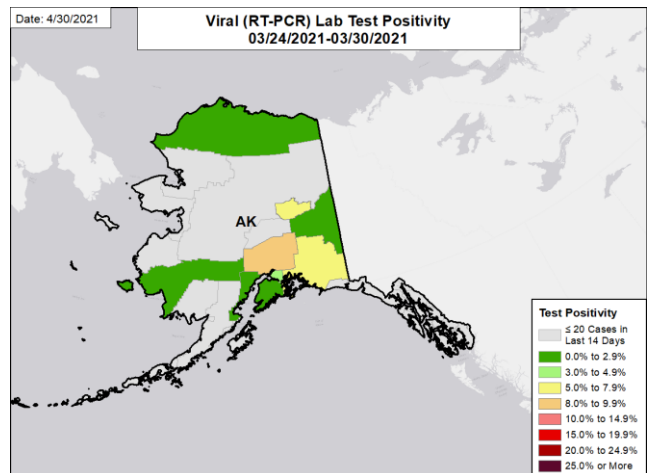 Date: 4/30/2021
Viral (RT-PCR) Lab Test Positivity
03/24/2021-03/30/2021
AK
Test Positivity
≤ 20 Cases in
Last 14 Days
0.0% to 2.9%
3.0% to 4.9%
5.0% to 7.9%
8.0% to 9.9%
10.0% to 14.9%
15.0% to 19.9%
20.0% to 24.9%
25.0% or More